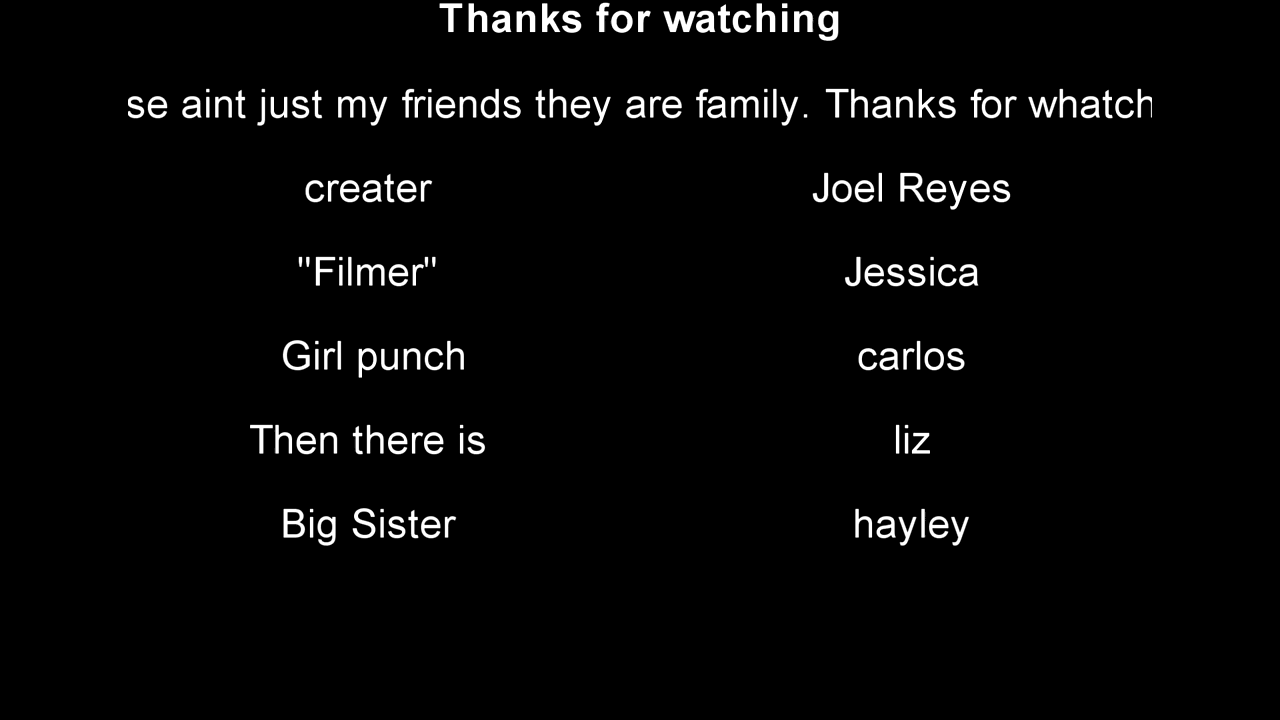 Thanks for watching
se aint just my friends they are family. Thanks for whatch
creater Joel Reyes
"Filmer" Jessica
Girl punch carlos
Then there is liz
Big Sister hayley